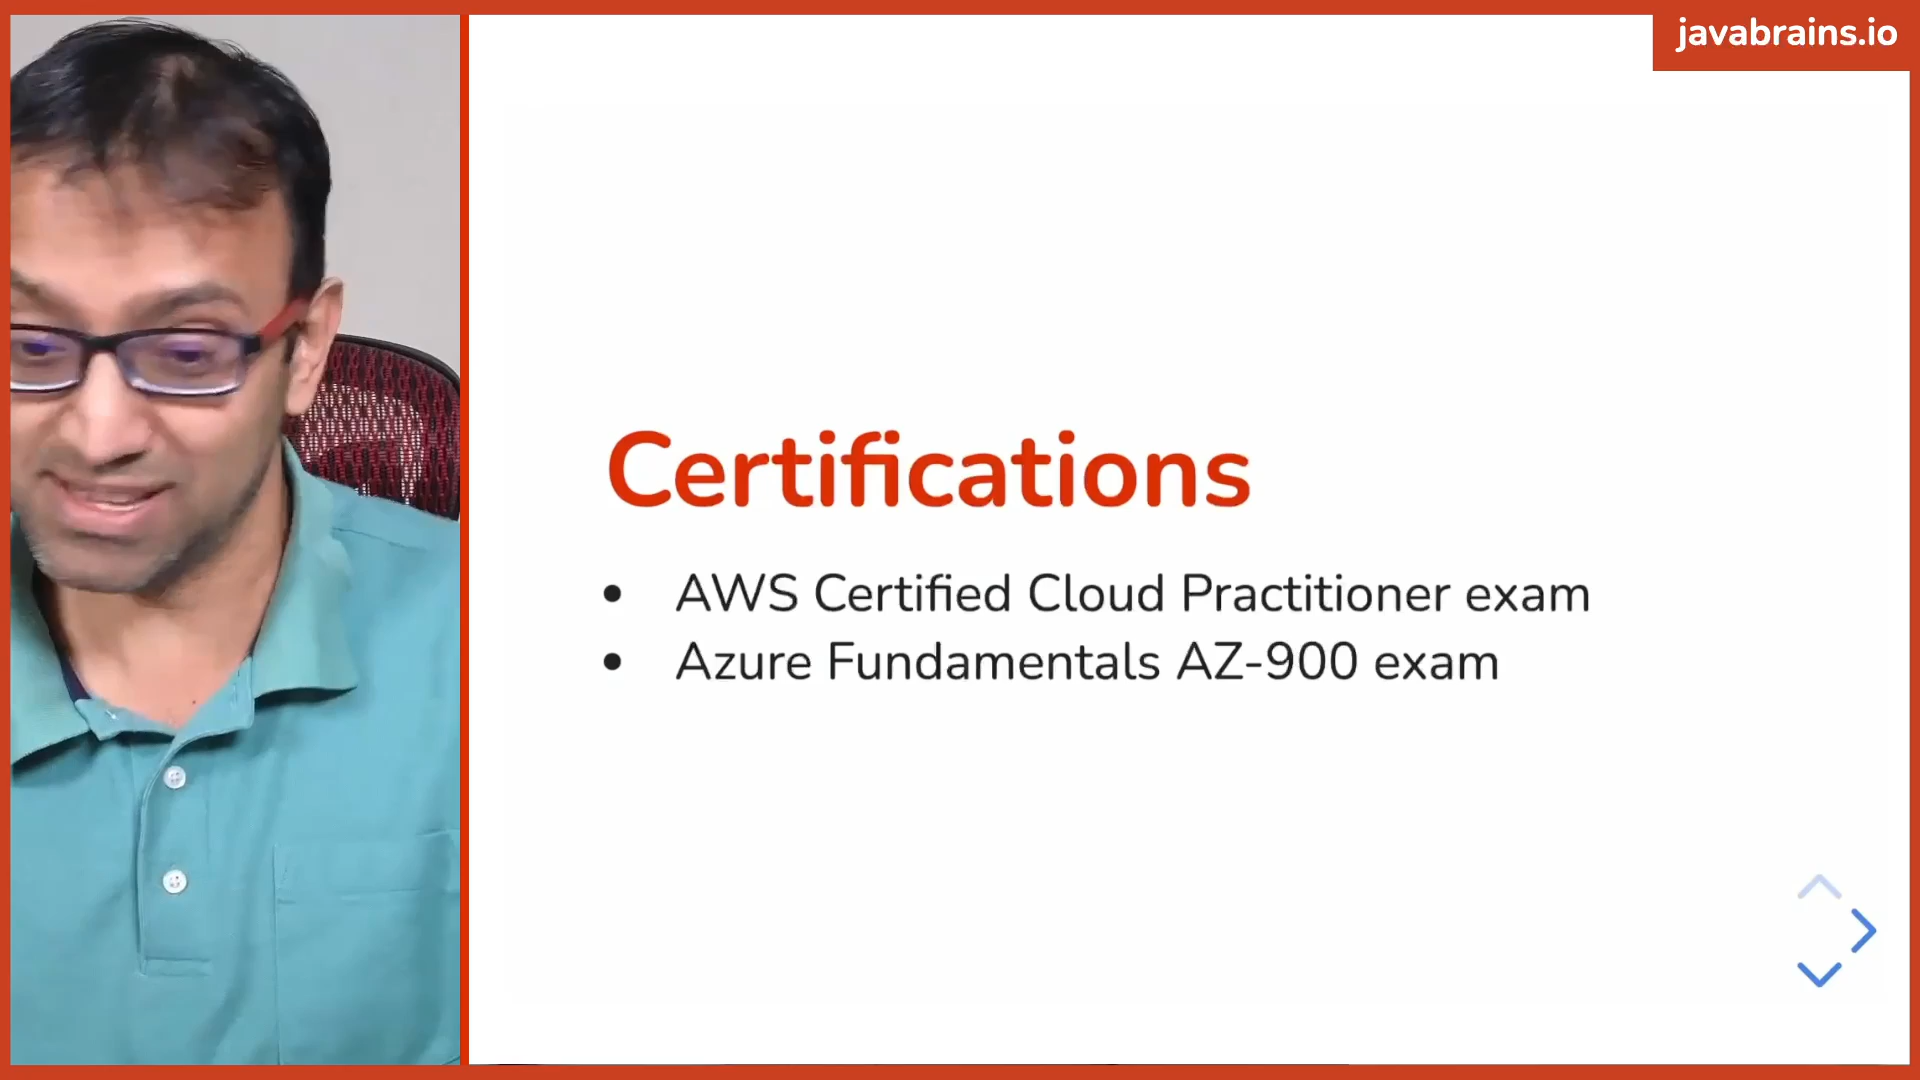 javabrains.io
Certifications
• AWS Certified Cloud Practitioner exam
• Azure Fundamentals AZ-900 exam